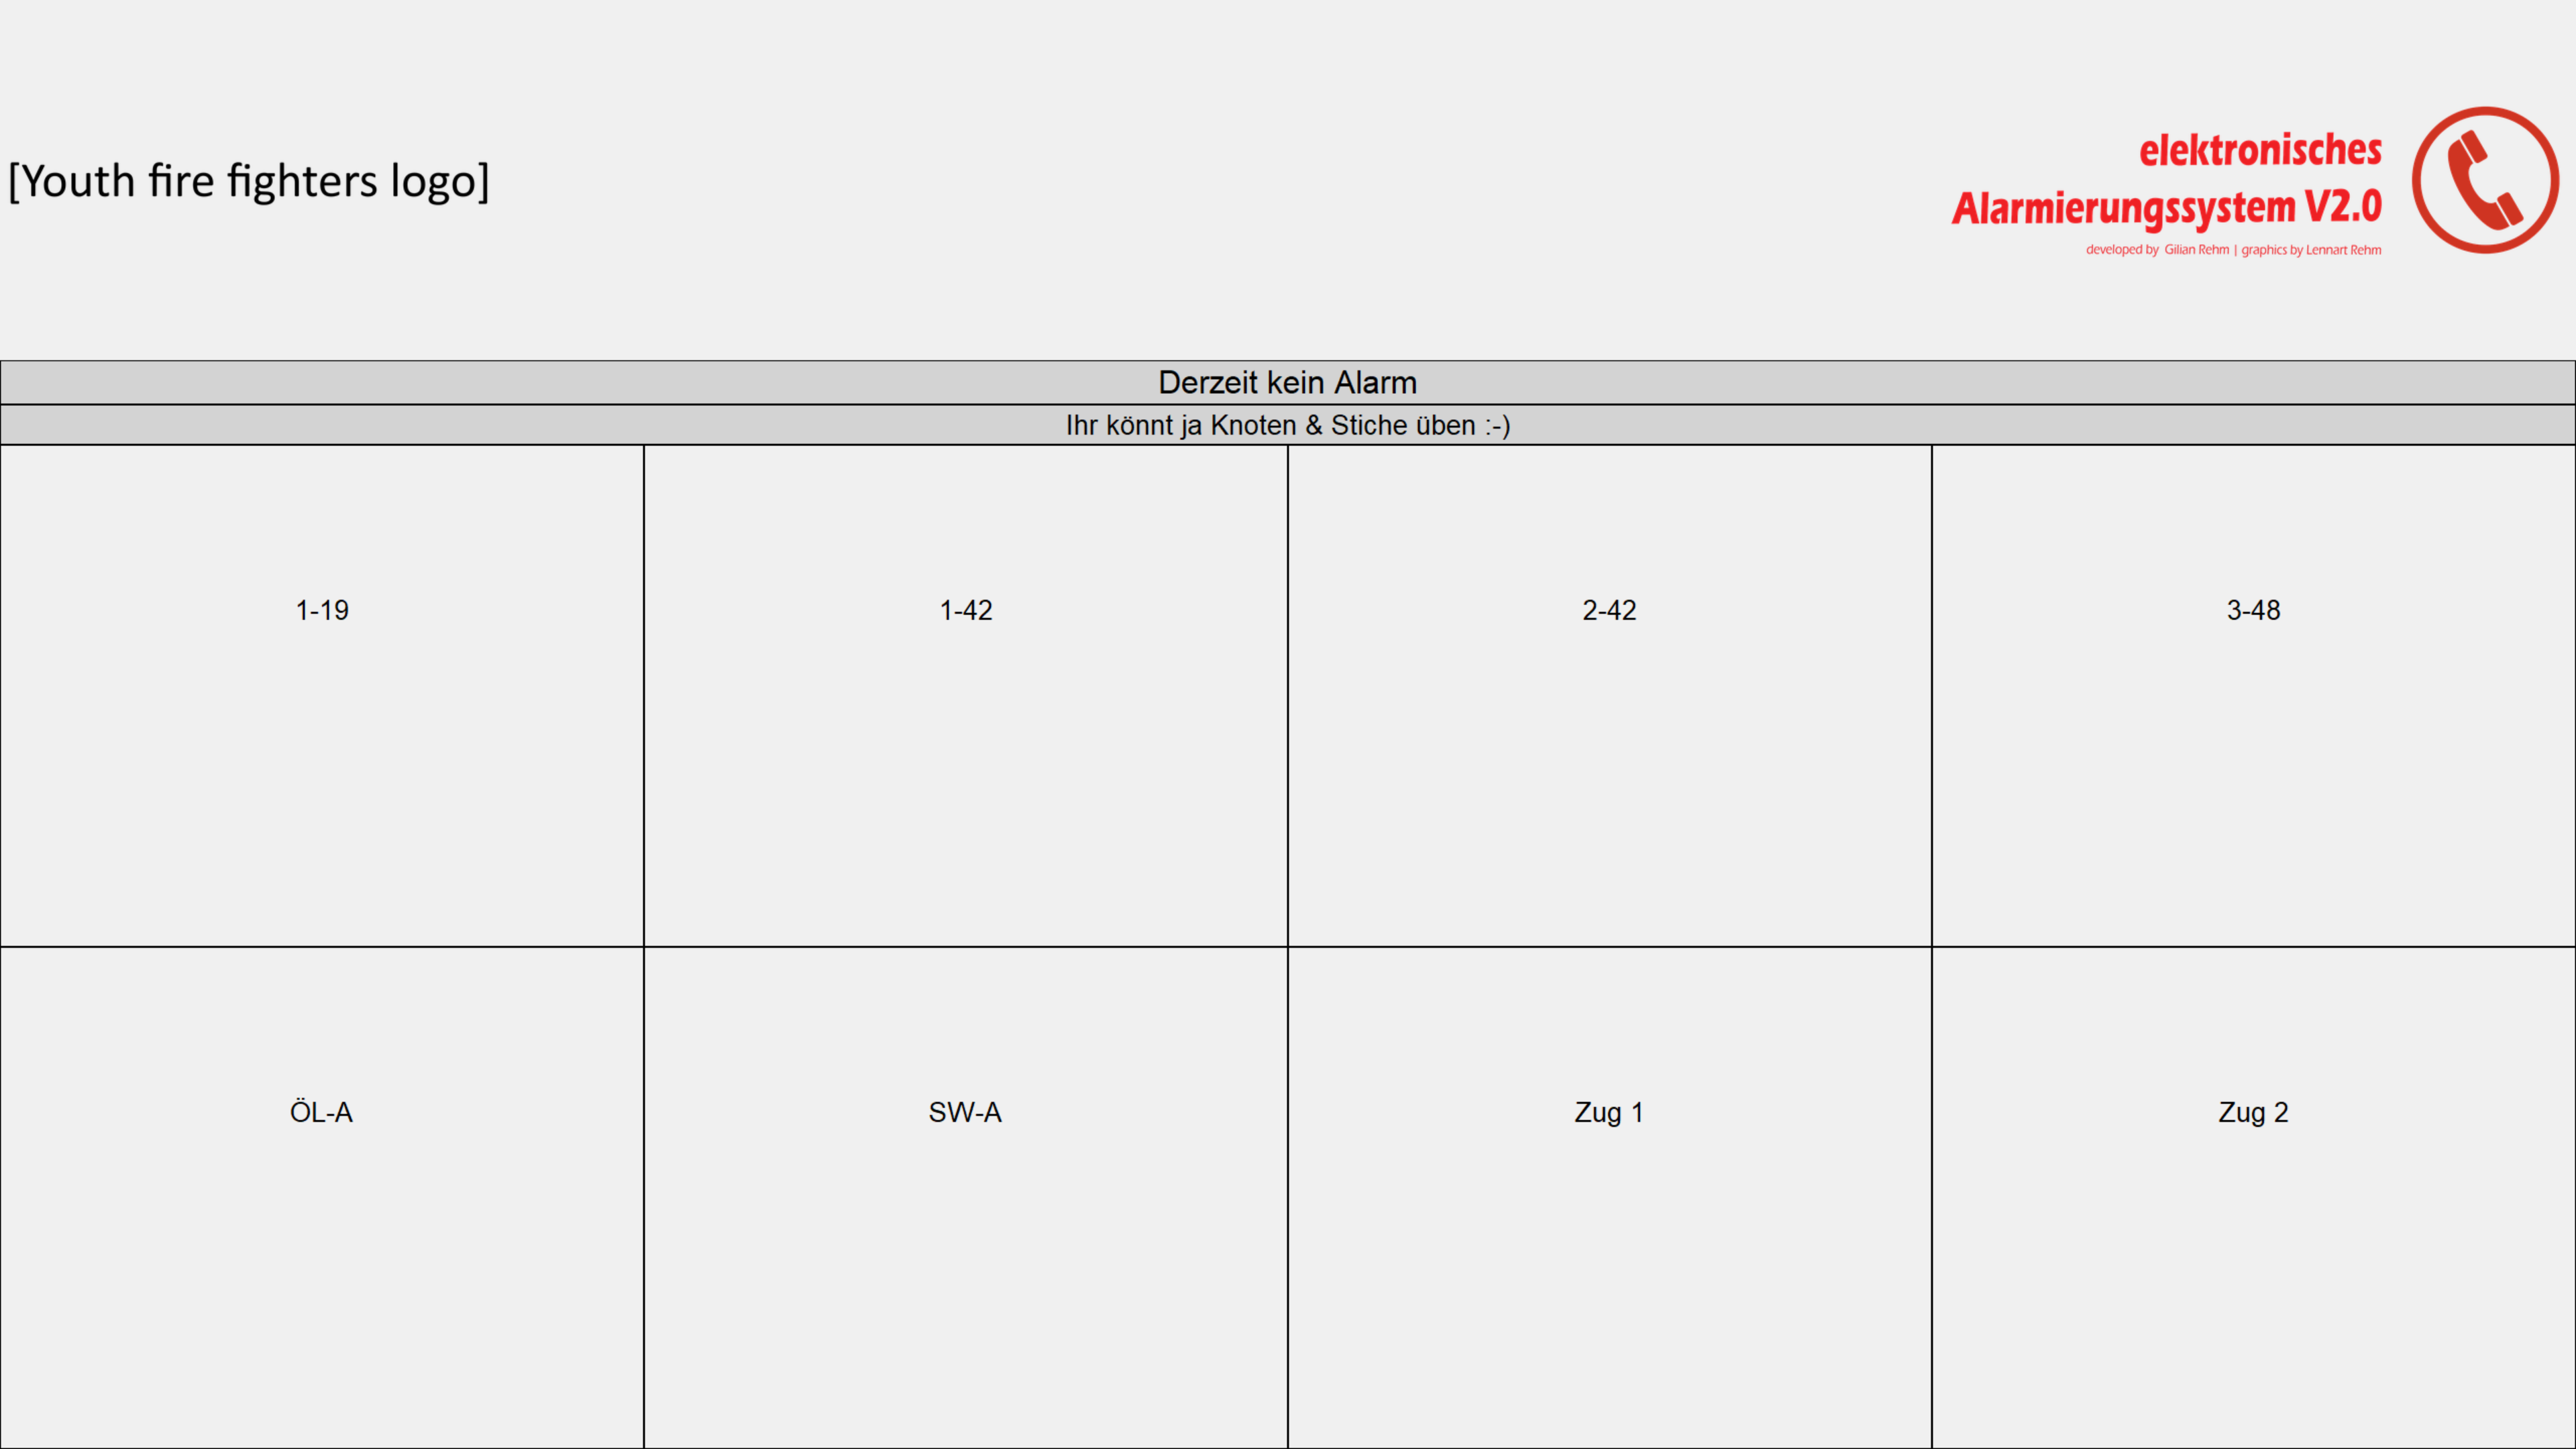 [Youth fire fighters logo]
elektronisches
Alarmierungssystem V2.0
developed by Gilian Rehm | graphics by Lennart Rehm
Derzeit kein Alarm
Ihr könnt ja Knoten & Stiche üben :-)
1-19
1-42
2-42
3-48
ÖL-A
SW-A
Zug 1
Zug 2